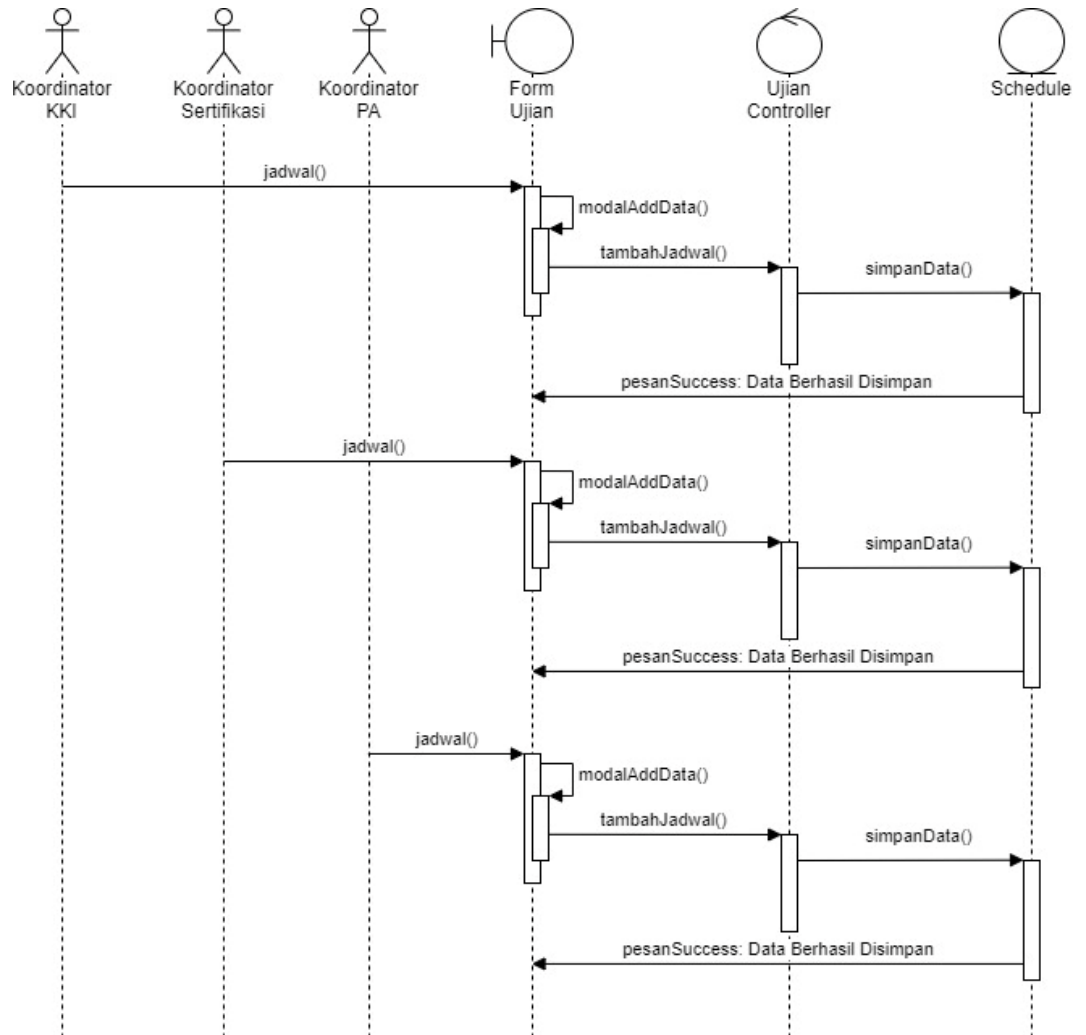 Koordinator
KKI
Koordinator
Sertifikasi
Koordinator
PA
Form
Ujian
Ujian
Controller
Schedule
jadwal()
modalAddData()
tambahJadwal()
simpanData()
pesanSuccess: Data Berhasil Disimpan
jadwal()
modalAddData()
tambahJadwal()
simpanData()
pesanSuccess: Data Berhasil Disimpan
jadwal()
modalAddData()
tambahJadwal()
simpanData()
pesanSuccess: Data Berhasil Disimpan